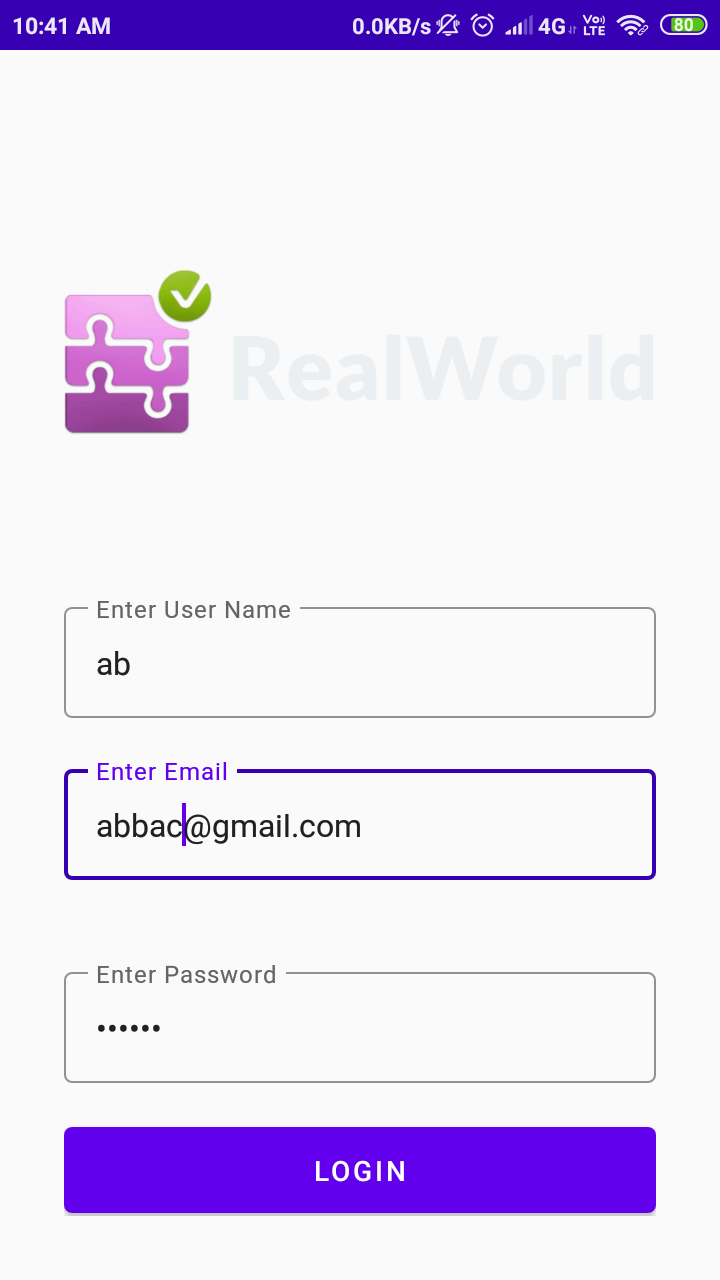 10:41 AM 0.0KB/s 4G Vo LTE 80
RealWorld
Enter User Name
ab
Enter Email
abbac@gmail.com
Enter Password
••••••
LOGIN